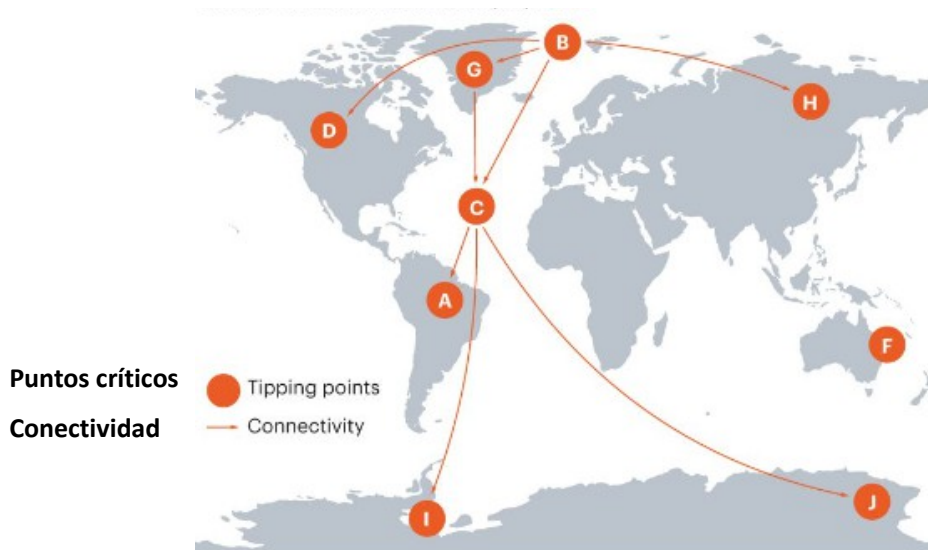 B
G
H
D
C
A
F
Puntos críticos
Tipping points
Conectividad
Connectivity
J
I